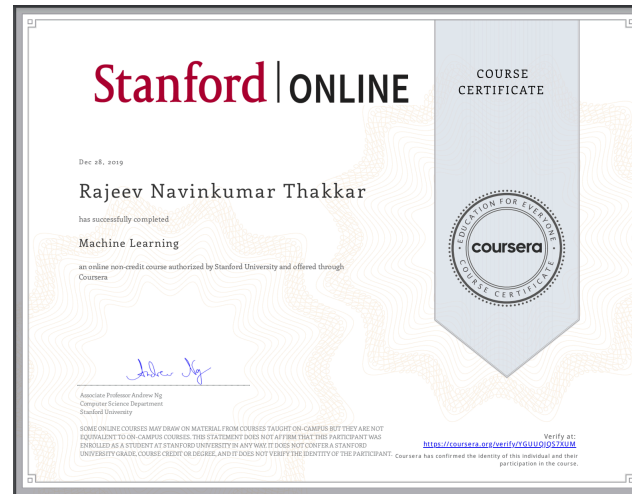 Stanford | ONLINE
COURSE
CERTIFICATE
Dec 28, 2019
Rajeev Navinkumar Thakkar
has successfully completed
Machine Learning
an online non-credit course authorized by Stanford University and offered through
Coursera
EDUCATION FOR EVERYONE
coursera
COURSE CERTIFICATE
Andrew Ng
Associate Professor Andrew Ng
Computer Science Department
Stanford University
SOME ONLINE COURSES MAY DRAW ON MATERIAL FROM COURSES TAUGHT ON-CAMPUS BUT THEY ARE NOT
EQUIVALENT TO ON-CAMPUS COURSES. THIS STATEMENT DOES NOT AFFIRM THAT THIS PARTICIPANT WAS
ENROLLED AS A STUDENT AT STANFORD UNIVERSITY IN ANY WAY. IT DOES NOT CONFER A STANFORD
UNIVERSITY GRADE, COURSE CREDIT OR DEGREE, AND IT DOES NOT VERIFY THE IDENTITY OF THE PARTICIPANT.
Verify at:
https://coursera.org/verify/YGUUQJQS7XUM
Coursera has confirmed the identity of this individual and their
participation in the course.